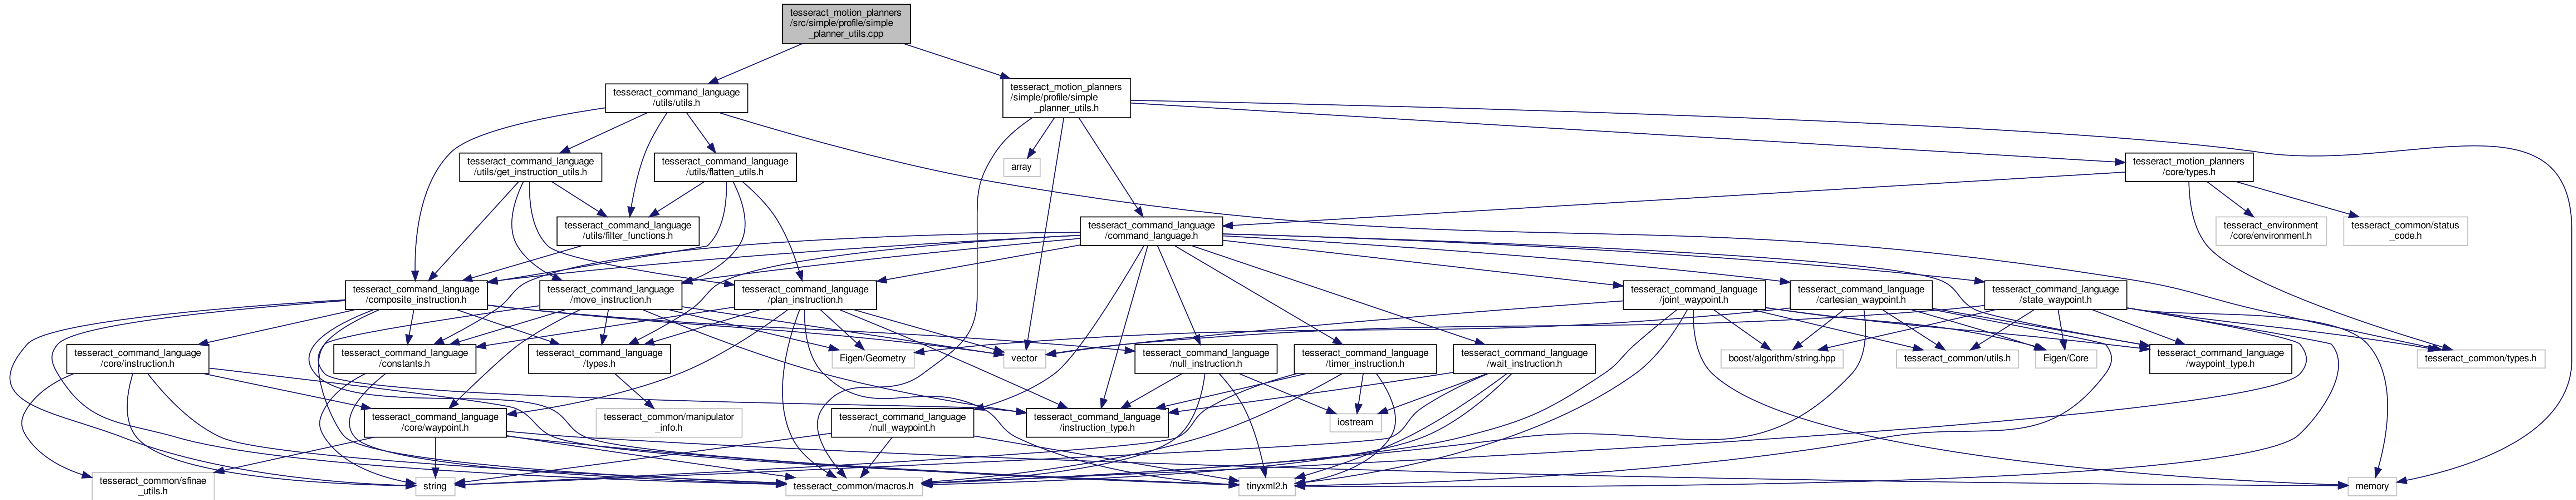 tesseract_motion_planners
/src/simple/profile/simple
_planner_utils.cpp
tesseract_command_language
/utils/utils.h
tesseract_motion_planners
/simple/profile/simple
_planner_utils.h
tesseract_command_language
/utils/get_instruction_utils.h
tesseract_command_language
/utils/flatten_utils.h
array
tesseract_motion_planners
/core/types.h
tesseract_command_language
/utils/filter_functions.h
tesseract_command_language
/command_language.h
tesseract_environment
/core/environment.h
tesseract_common/status
_code.h
tesseract_command_language
/composite_instruction.h
tesseract_command_language
/move_instruction.h
tesseract_command_language
/plan_instruction.h
tesseract_command_language
/joint_waypoint.h
tesseract_command_language
/cartesian_waypoint.h
tesseract_command_language
/state_waypoint.h
tesseract_command_language
/core/instruction.h
tesseract_command_language
/constants.h
tesseract_command_language
/types.h
Eigen/Geometry
vector
tesseract_command_language
/null_instruction.h
tesseract_command_language
/timer_instruction.h
tesseract_command_language
/wait_instruction.h
boost/algorithm/string.hpp
tesseract_common/utils.h
Eigen/Core
tesseract_command_language
/waypoint_type.h
tesseract_common/types.h
tesseract_command_language
/core/waypoint.h
tesseract_common/manipulator
_info.h
tesseract_command_language
/null_waypoint.h
tesseract_command_language
/instruction_type.h
iostream
tesseract_common/sfinae
_utils.h
string
tesseract_common/macros.h
tinyxml2.h
memory